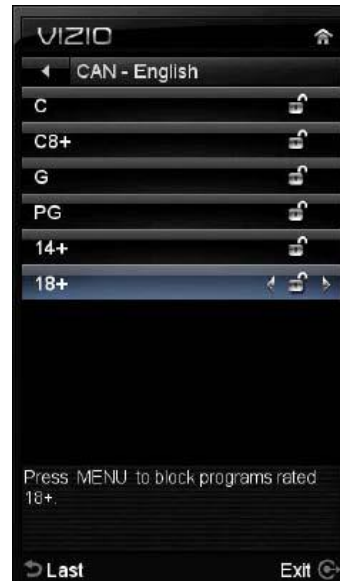 VIZIO
CAN - English
C
C8+
G
PG
14+
18+
Press MENU to block programs rated
18+.
Last Exit